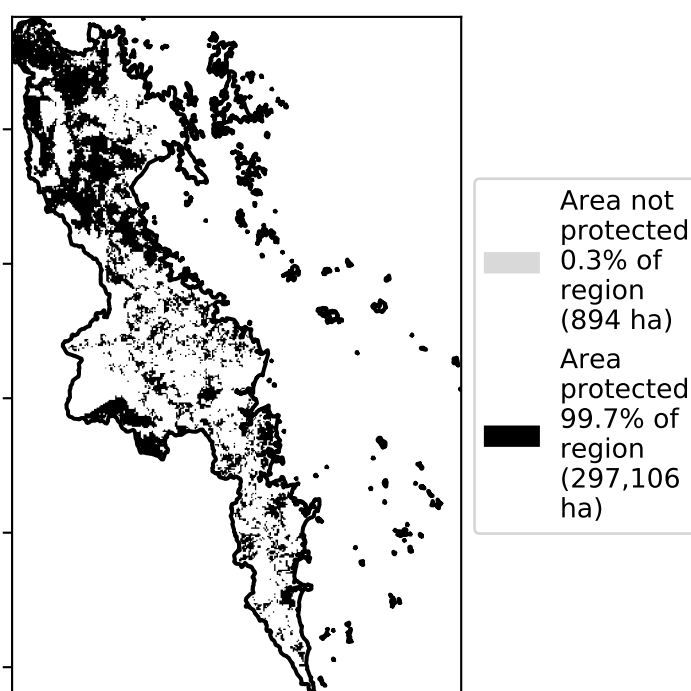 Area not
protected
0.3% of
region
(894 ha)
Area
protected
99.7% of
region
(297,106
ha)